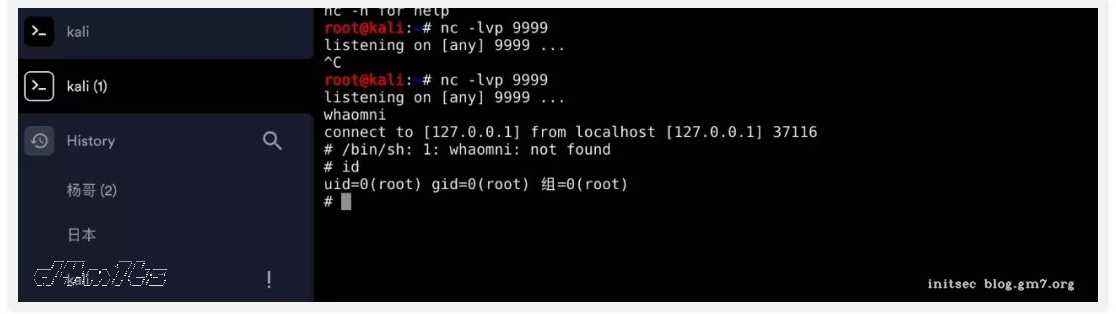 kali
kali (1)
History
杨哥 (2)
日本
kali
d4m1ts
nc -h for help
root@kali:~# nc -lvp 9999
listening on [any] 9999 ...
^C
root@kali:~# nc -lvp 9999
listening on [any] 9999 ...
whaomni
connect to [127.0.0.1] from localhost [127.0.0.1] 37116
# /bin/sh: 1: whaomni: not found
# id
uid=0(root) gid=0(root) 组=0(root)
#
initsec blog.gm7.org